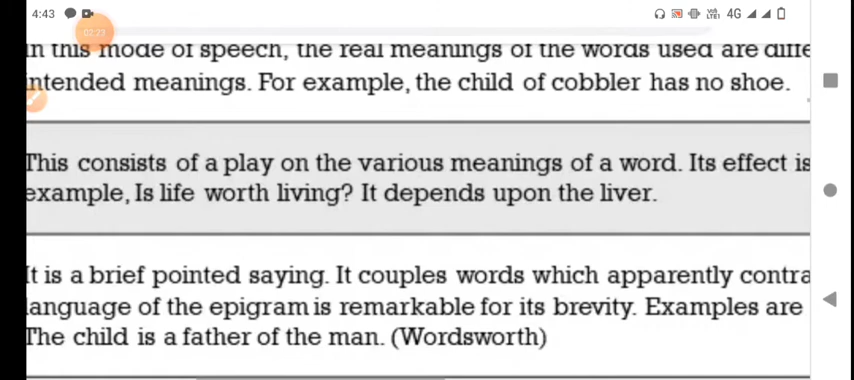 4:43
4G
02:23
in this mode of speech, the real meanings of the words used are
intended meanings. For example, the child of cobbler has no shoe.
This consists of a play on the various meanings of a word. Its effect is
example, Is life worth living? It depends upon the liver.
It is a brief pointed saying. It couples words which apparently
language of the epigram is remarkable for its brevity. Examples are
The child is a father of the man. (Wordsworth)